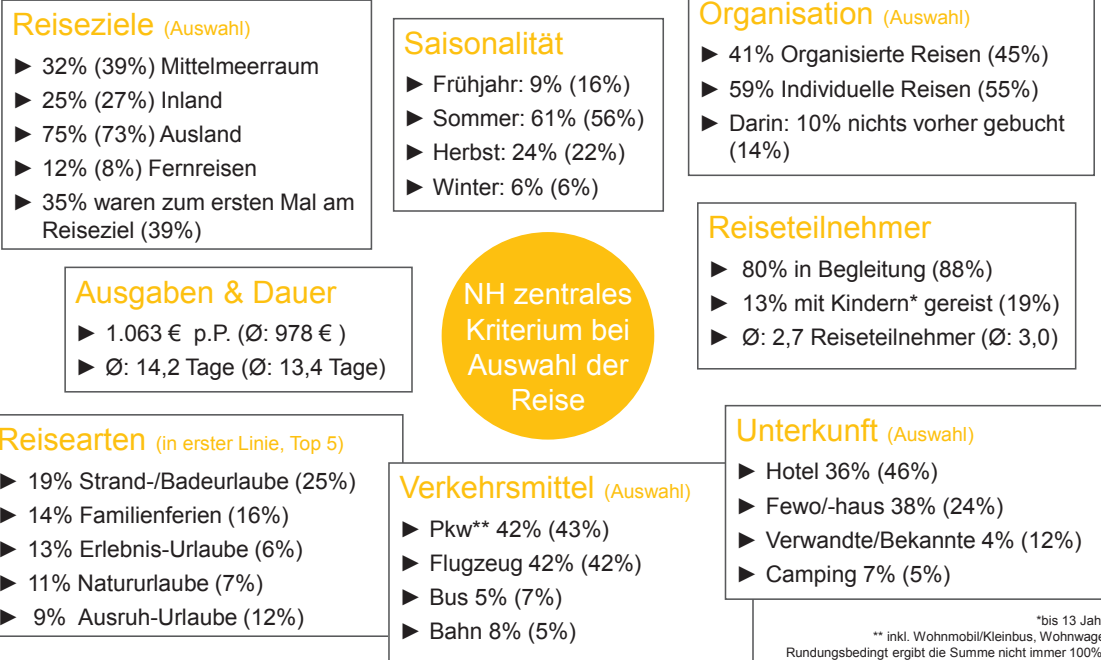 Reiseziele (Auswahl)
► 32% (39%) Mittelmeerraum
► 25% (27%) Inland
► 75% (73%) Ausland
► 12% (8%) Fernreisen
► 35% waren zum ersten Mal am
Reiseziel (39%)
Saisonalität
► Frühjahr: 9% (16%)
► Sommer: 61% (56%)
► Herbst: 24% (22%)
► Winter: 6% (6%)
Organisation (Auswahl)
► 41% Organisierte Reisen (45%)
► 59% Individuelle Reisen (55%)
► Darin: 10% nichts vorher gebucht
(14%)
Ausgaben & Dauer
► 1.063 € p.P. (Ø: 978 € )
► Ø: 14,2 Tage (Ø: 13,4 Tage)
NH zentrales
Kriterium bei
Auswahl der
Reise
Reiseteilnehmer
► 80% in Begleitung (88%)
► 13% mit Kindern* gereist (19%)
► Ø: 2,7 Reiseteilnehmer (Ø: 3,0)
Reisearten (in erster Linie, Top 5)
► 19% Strand-/Badeurlaube (25%)
► 14% Familienferien (16%)
► 13% Erlebnis-Urlaube (6%)
► 11% Natururlaube (7%)
► 9% Ausruh-Urlaube (12%)
Verkehrsmittel (Auswahl)
► Pkw** 42% (43%)
► Flugzeug 42% (42%)
► Bus 5% (7%)
► Bahn 8% (5%)
Unterkunft (Auswahl)
► Hotel 36% (46%)
► Fewo/-haus 38% (24%)
► Verwandte/Bekannte 4% (12%)
► Camping 7% (5%)
*bis 13 Jah
** inkl. Wohnmobil/Kleinbus, Wohnwage
Rundungsbedingt ergibt die Summe nicht immer 100%